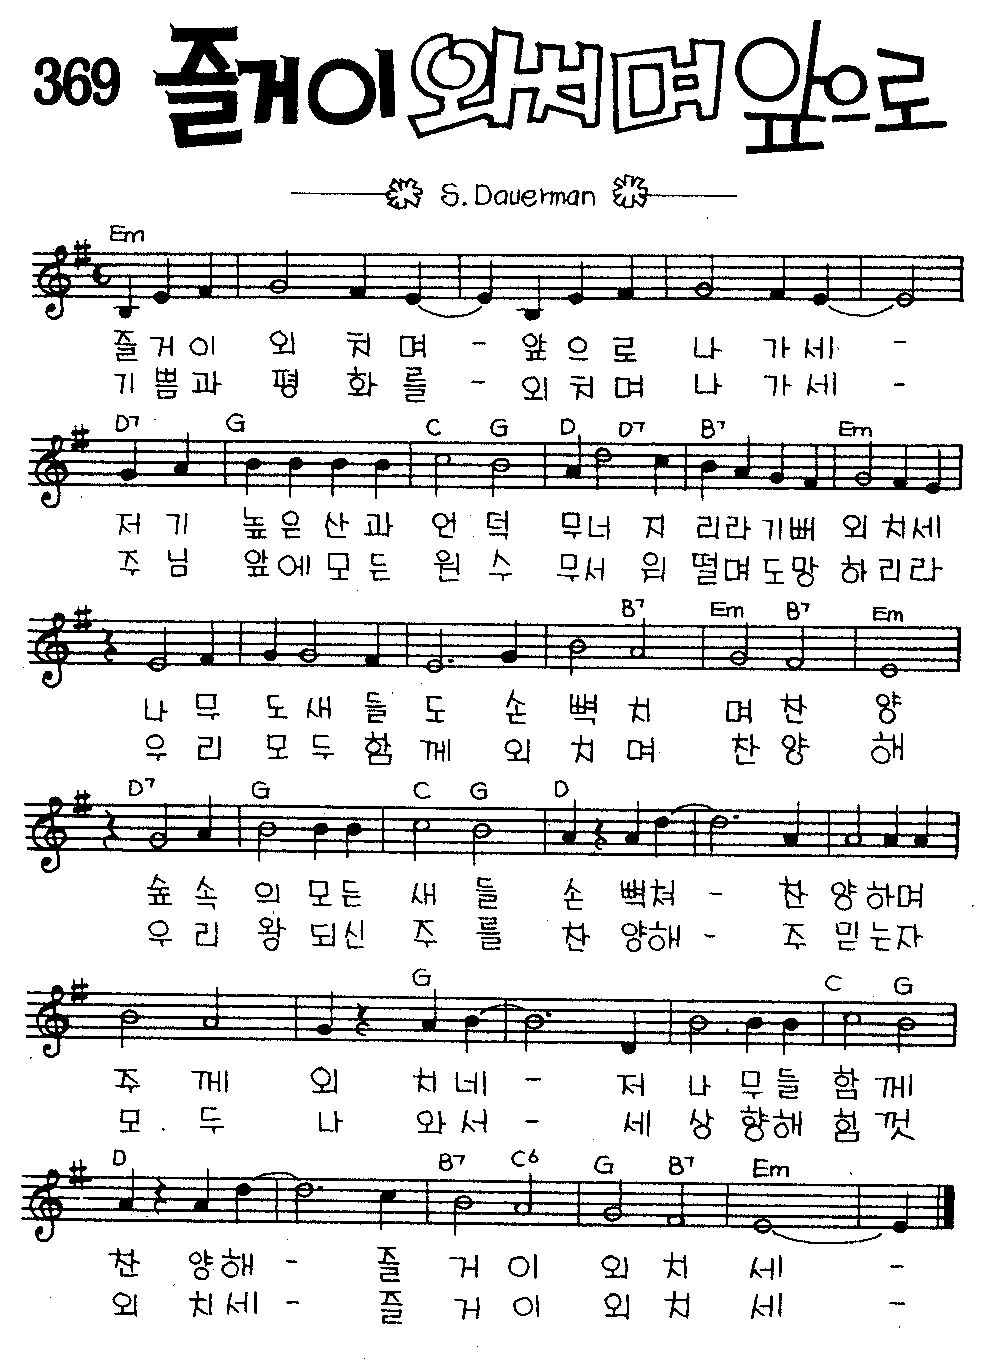 369 즐거이 외쳐며 앞으로
S. Dauerman
Em
즐거이 외 쳐 며 - 앞으로 나 가세 -
기쁨과 평 화 를 - 외쳐며 나 가세 -
D7 G C G D D7 B7 Em
저 기 높은산과 언 덕 무너 지 리라기뻐 외치세
주 님 앞에모든 원 수 무서 워 떨며도망 하리라
B7 Em B7 Em
나 무 도새들 도 손 뼉 치 며 찬 양
우 리 모두함 께 외 치 며 찬 양 해
D7 G C G D
숲 속 의 모든 새 들 손 뼉쳐 - 찬 양하며
우 리 왕 되신 주 를 찬 양해 - 주 믿는자
G C G
주 께 외 치네 - 저 나 무들 함 께
모 두 나 와서 - 세 상 향해 힘 껏
D B7 C6 G B7 Em
찬 양해 - 즐 거 이 외 치 세 -
외 치세 - 즐 거 이 외 치 세 -